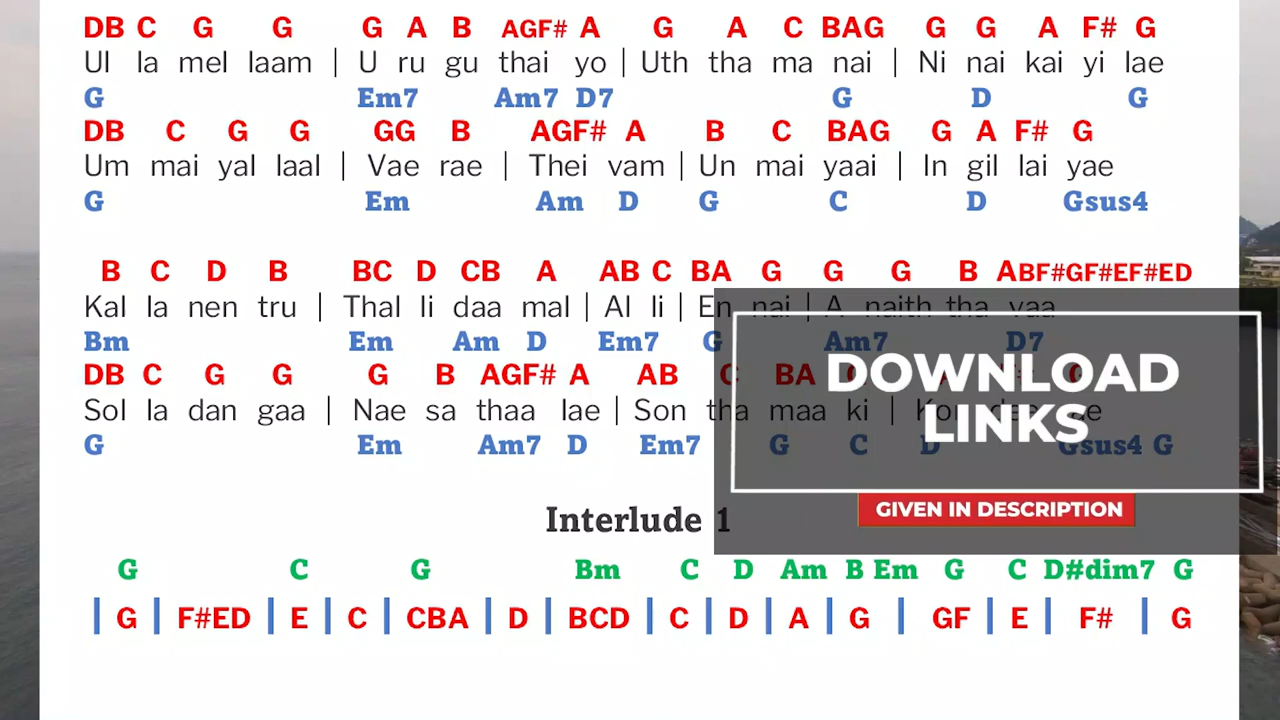 DB C G G G A B AGF# A G A C BAG G G A F# G
Ul la mel laam | U ru gu thai yo | Uth tha ma nai | Ni nai kai yi lae
G Em7 Am7 D7 G D G
DB C G G GG B AGF# A B C BAG G A F# G
Um mai yal laal | Vae rae | Thei vam | Un mai yaai | In gil lai yae
G Em Am D G C D Gsus4
B C D B BC D CB A AB C BA G G G B ABF#GF#EF#ED
Kal la nen tru | Thal li daa mal | Al li | En nai | A naith tha vaa
Bm Em Am D Em7 G Am7 D7
DB C G G G B AGF# A AB C BA G
Sol la dan gaa | Nae sa thaa lae | Son tha maa ki |
G Em Am7 D Em7 G C D Gsus4 G
DOWNLOAD
LINKS
GIVEN IN DESCRIPTION
Interlude 1
G C G Bm C D Am B Em G C D#dim7 G
| G | F#ED | E | C | CBA | D | BCD | C | D | A | G | GF | E | F# | G